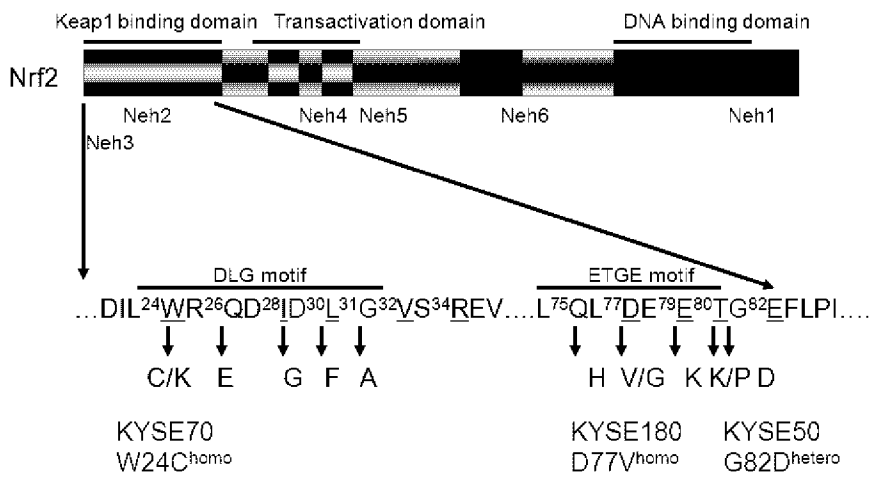 Keap1 binding domain Transactivation domain DNA binding domain
Nrf2
Neh2 Neh4 Neh5 Neh6 Neh1
Neh3
DLG motif ETGE motif
...DIL²⁴WR²⁶QD²⁸ID³⁰L³¹G³²VS³⁴REV....L⁷⁵QL⁷⁷DE⁷⁹E⁸⁰TG⁸²EFLPI....
C/K E G F A H V/G K K/P D
KYSE70 KYSE180 KYSE50
W24Cʰᵒᵐᵒ D77Vʰᵒᵐᵒ G82Dʰᵉᵗᵉʳᵒ